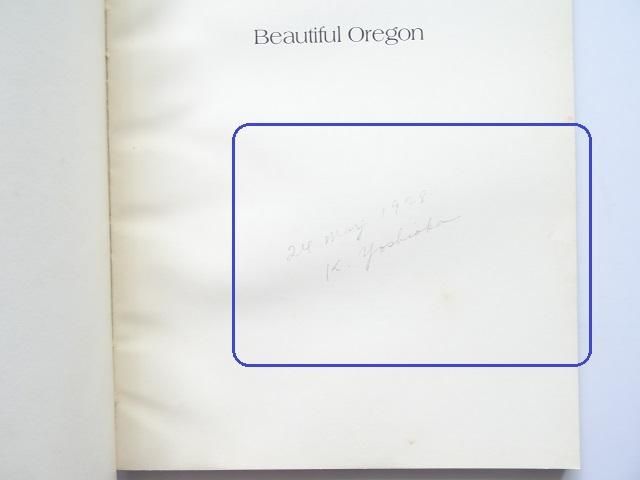 Beautiful Oregon
24 May 1978
K. Yoshioka